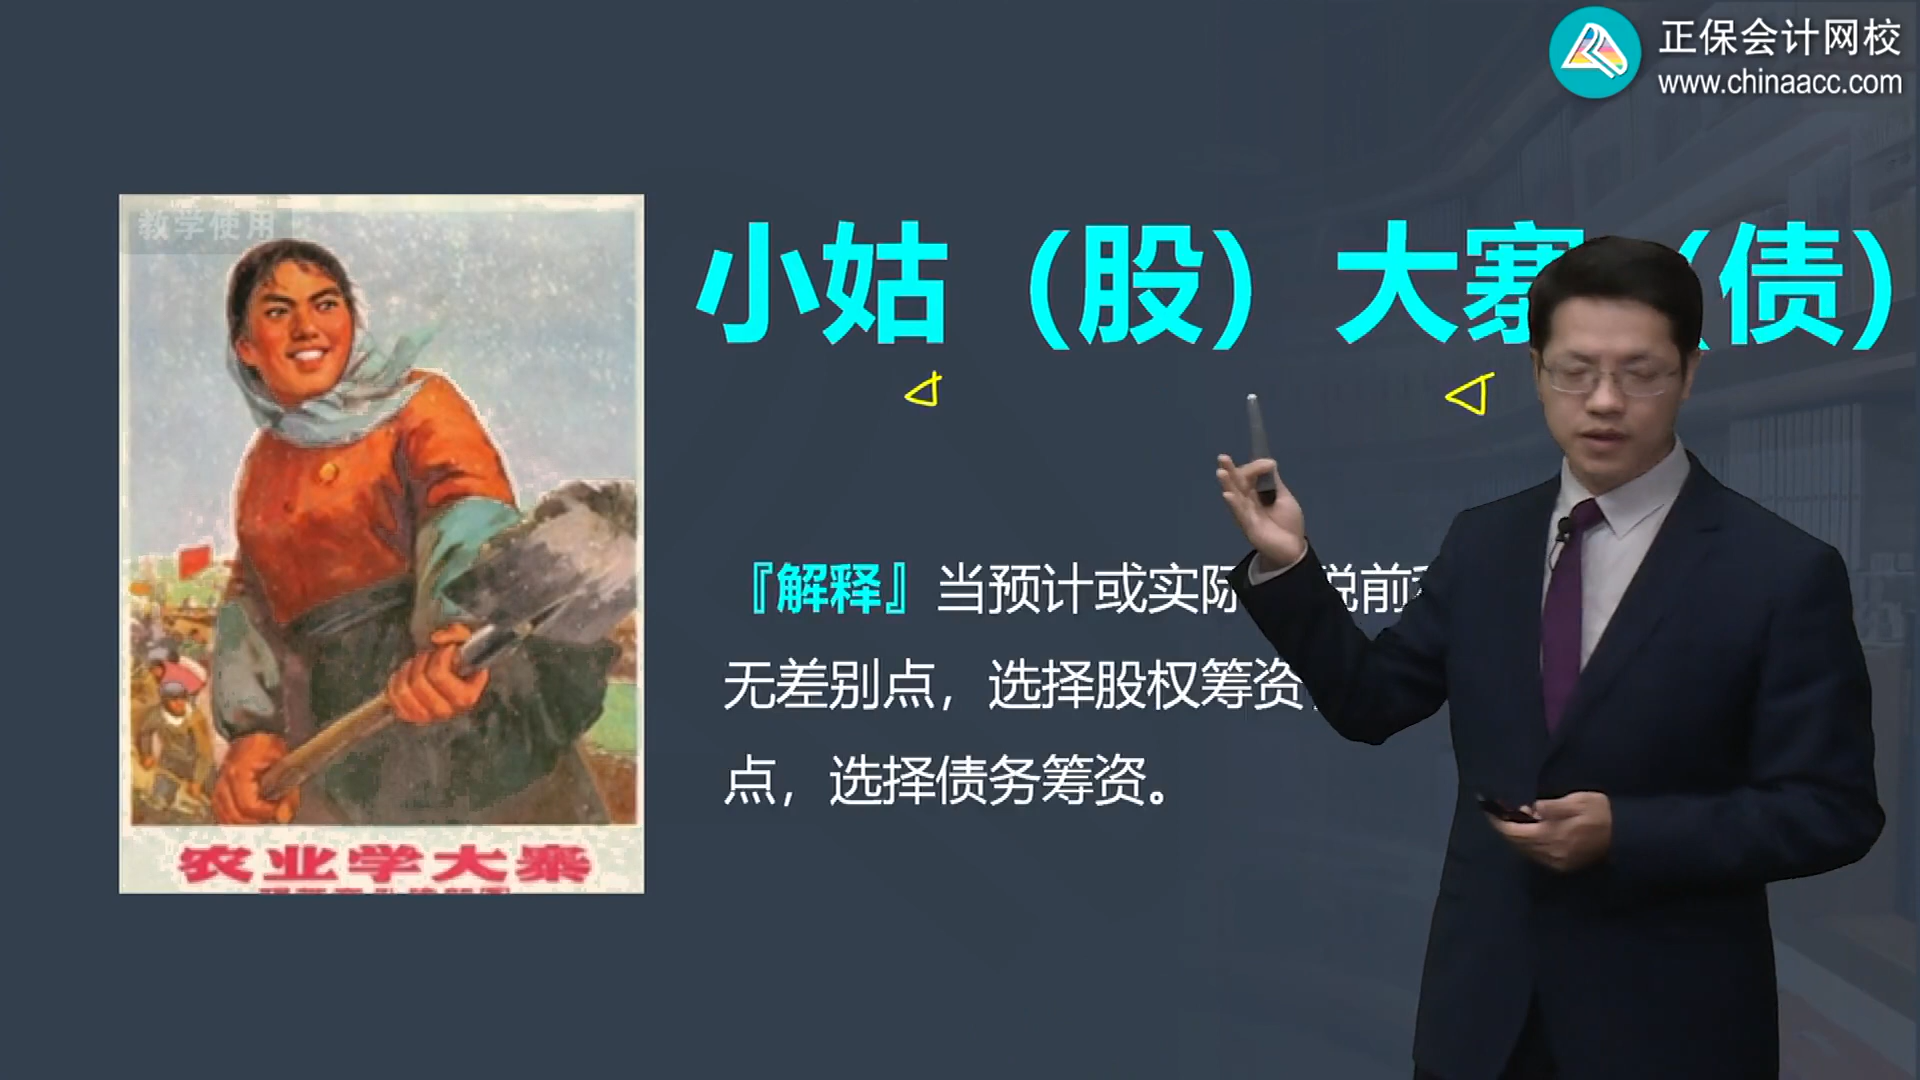 正保会计网校
www.chinaacc.com
教学使用
小姑（股）大寨（债）
『解释』当预计或实际 税前
无差别点，选择股权筹资
点，选择债务筹资。
农业学大寨